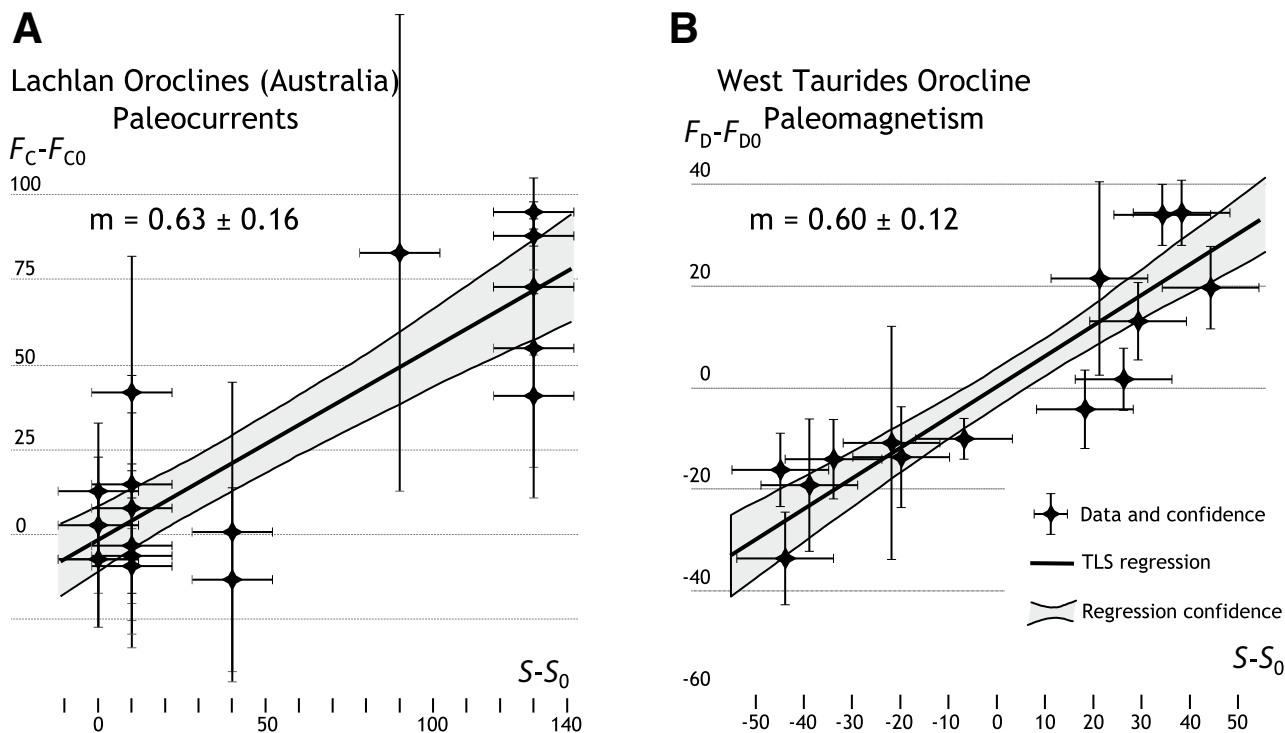 A
Lachlan Oroclines (Australia)
Paleocurrents
FC-FC0
100
m = 0.63 ± 0.16
75
50
25
0
S-S0
0 50 100 140
B
West Taurides Orocline
Paleomagnetism
FD-FD0
40
m = 0.60 ± 0.12
20
0
-20
-40
-60
Data and confidence
TLS regression
Regression confidence
S-S0
-50 -40 -30 -20 -10 0 10 20 30 40 50